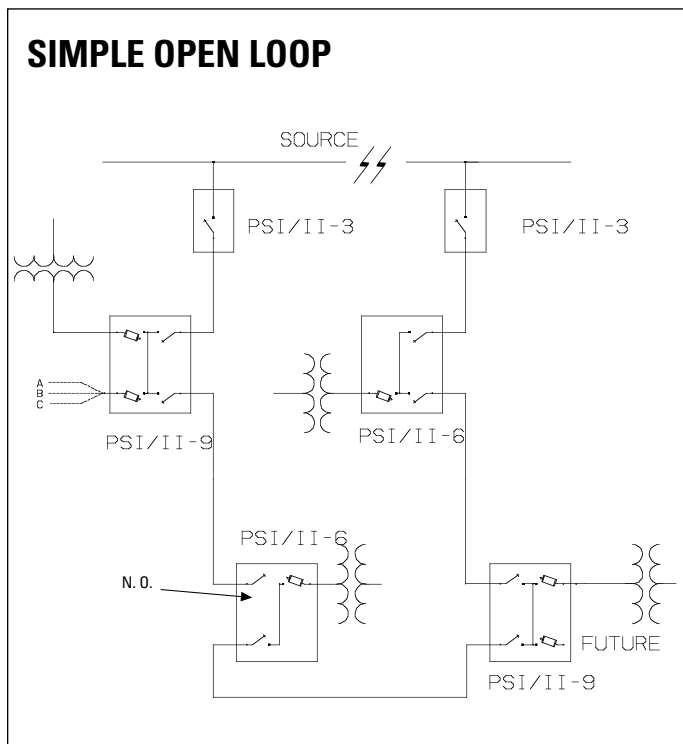 SIMPLE OPEN LOOP
SOURCE
PSI/II-3
PSI/II-3
A
B
C
PSI/II-9
PSI/II-6
PSI/II-6
N. O.
FUTURE
PSI/II-9